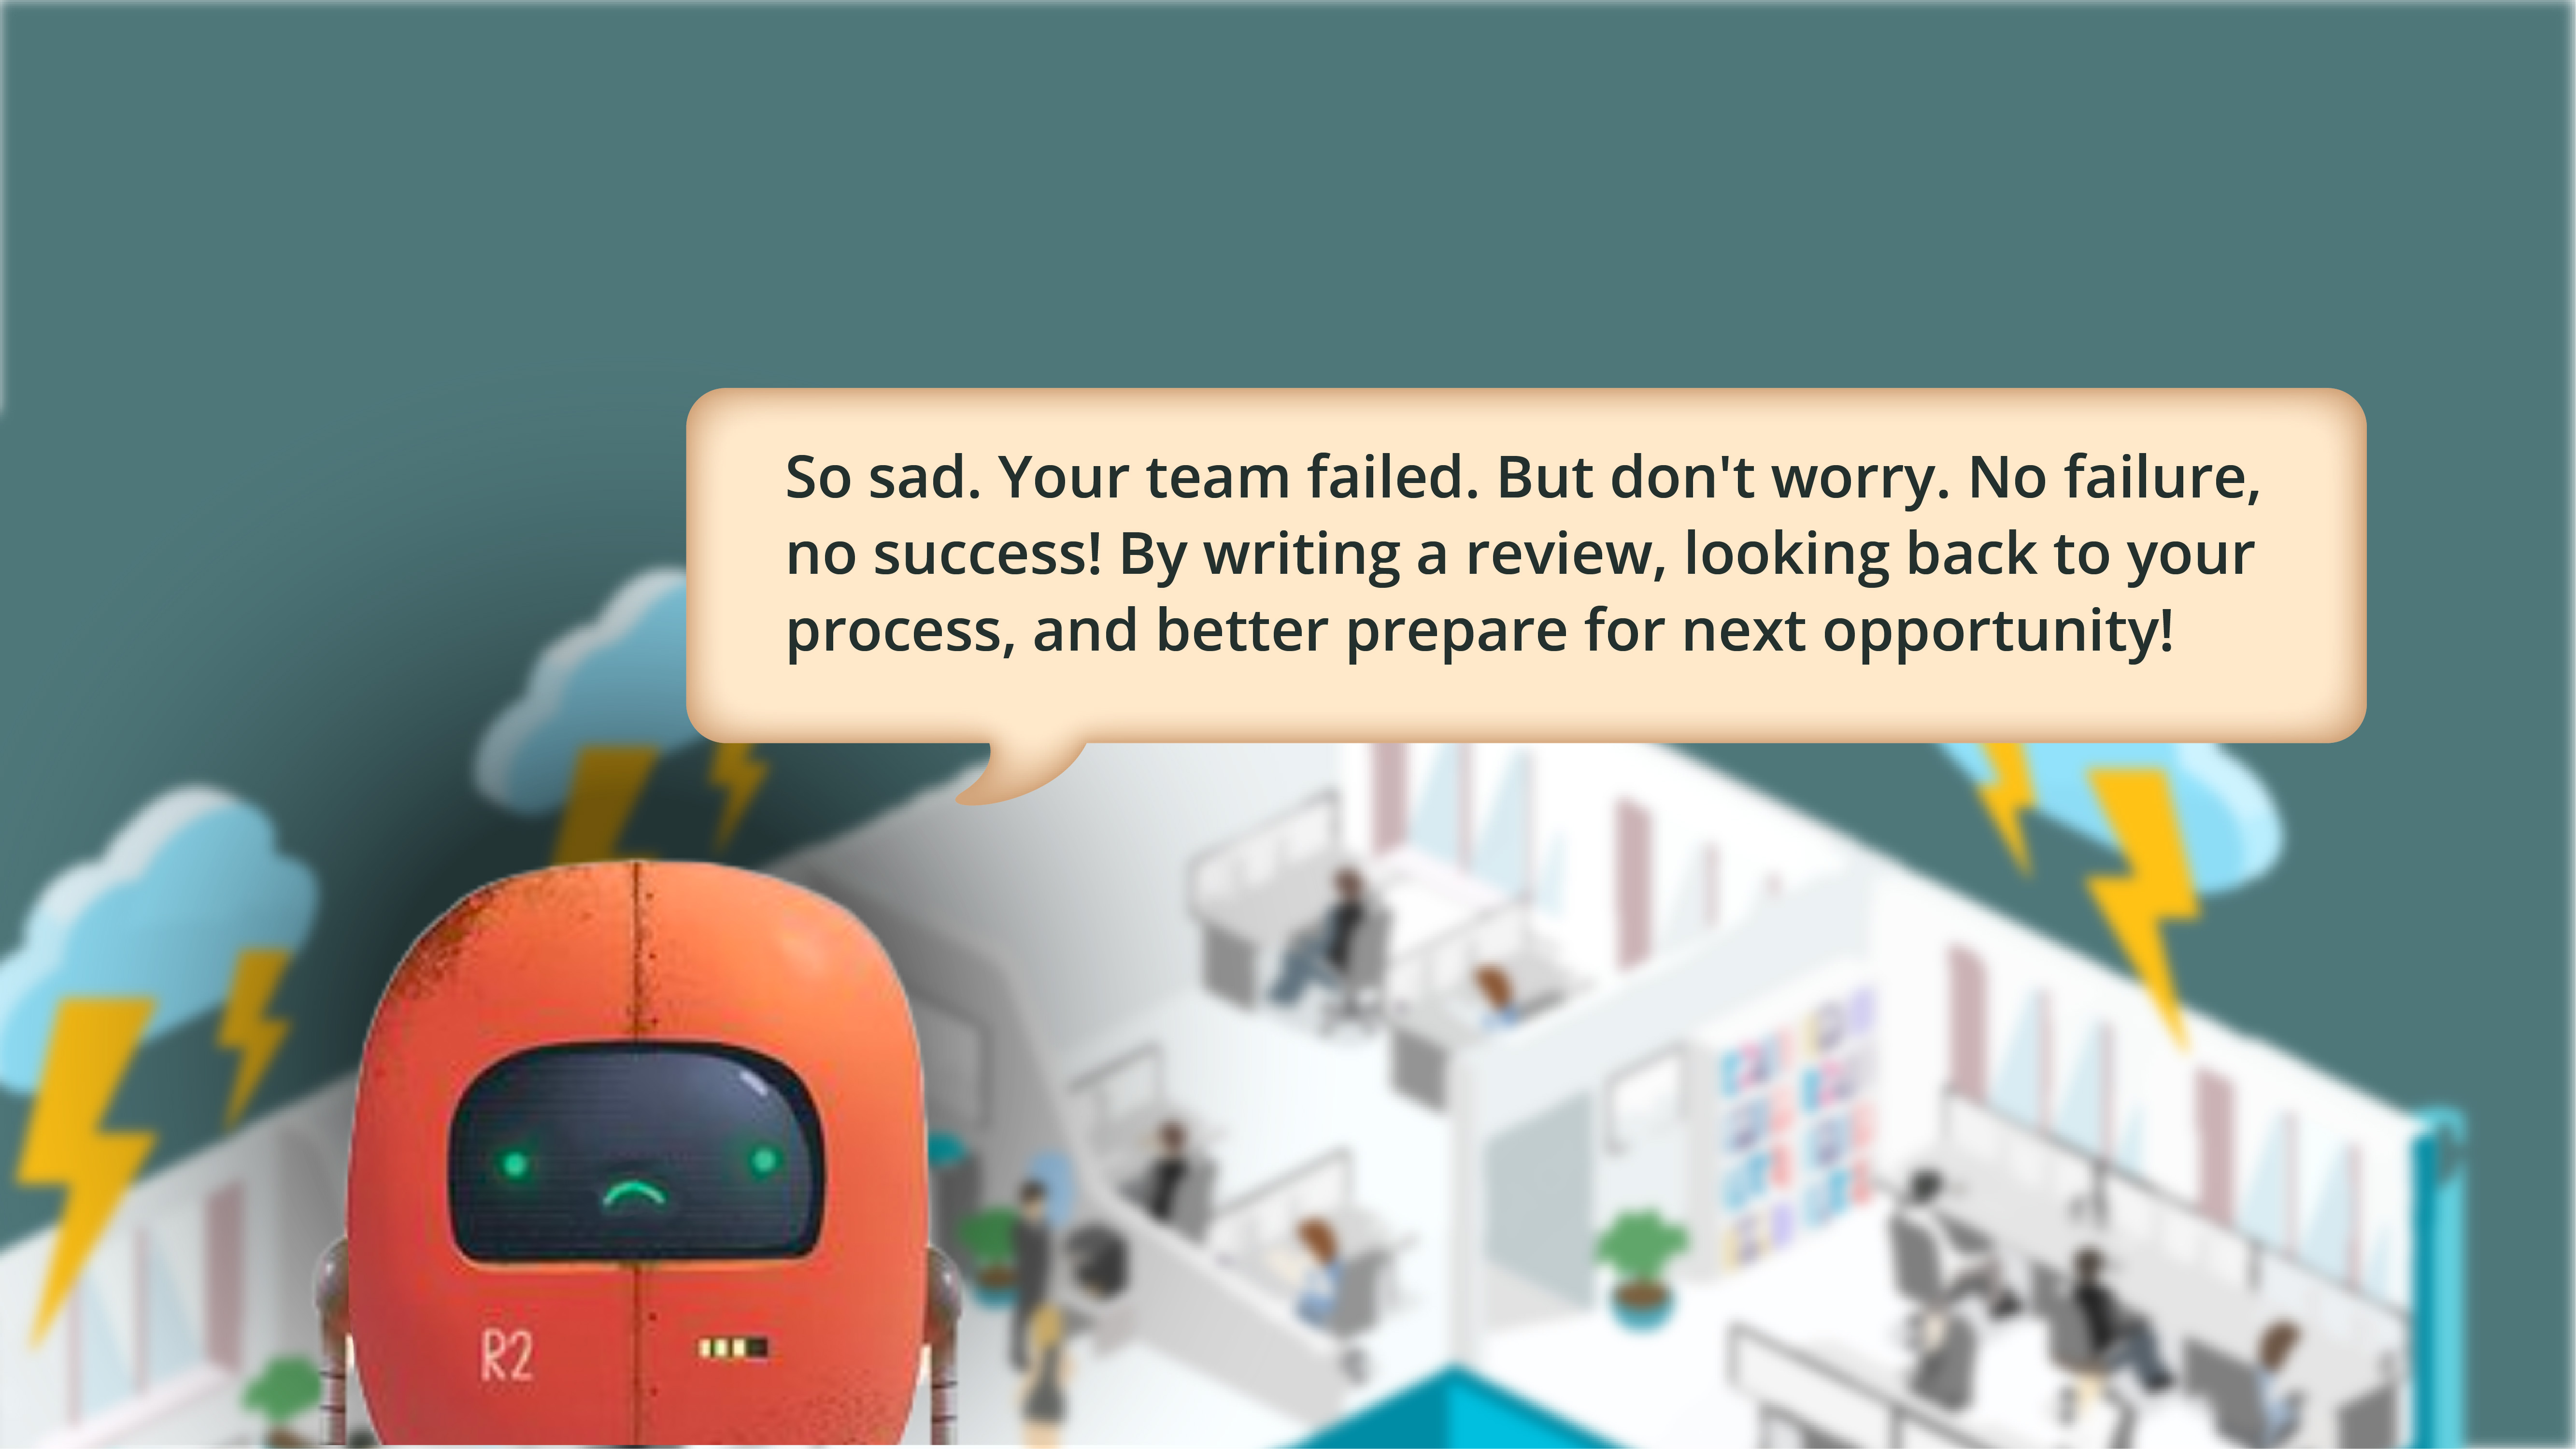 So sad. Your team failed. But don't worry. No failure,
no success! By writing a review, looking back to your
process, and better prepare for next opportunity!
R2